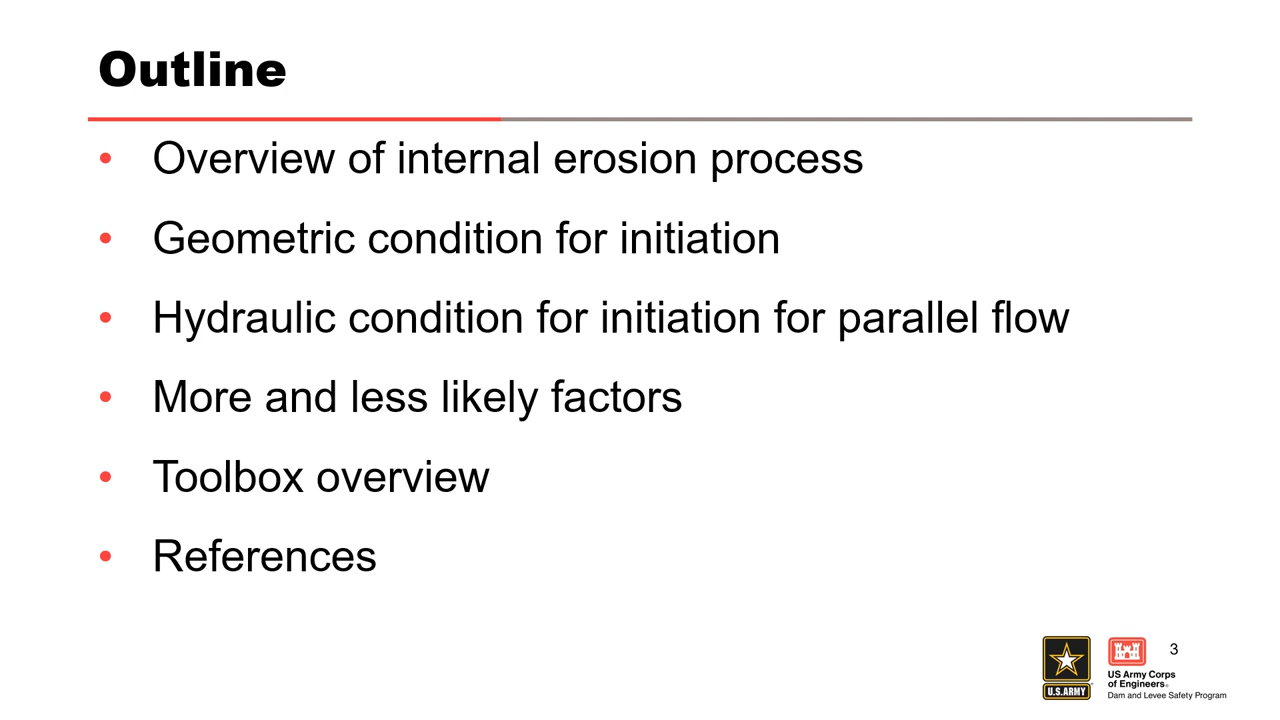 Outline
• Overview of internal erosion process
• Geometric condition for initiation
• Hydraulic condition for initiation for parallel flow
• More and less likely factors
• Toolbox overview
• References
3
U.S.ARMY
US Army Corps
of Engineers®
Dam and Levee Safety Program